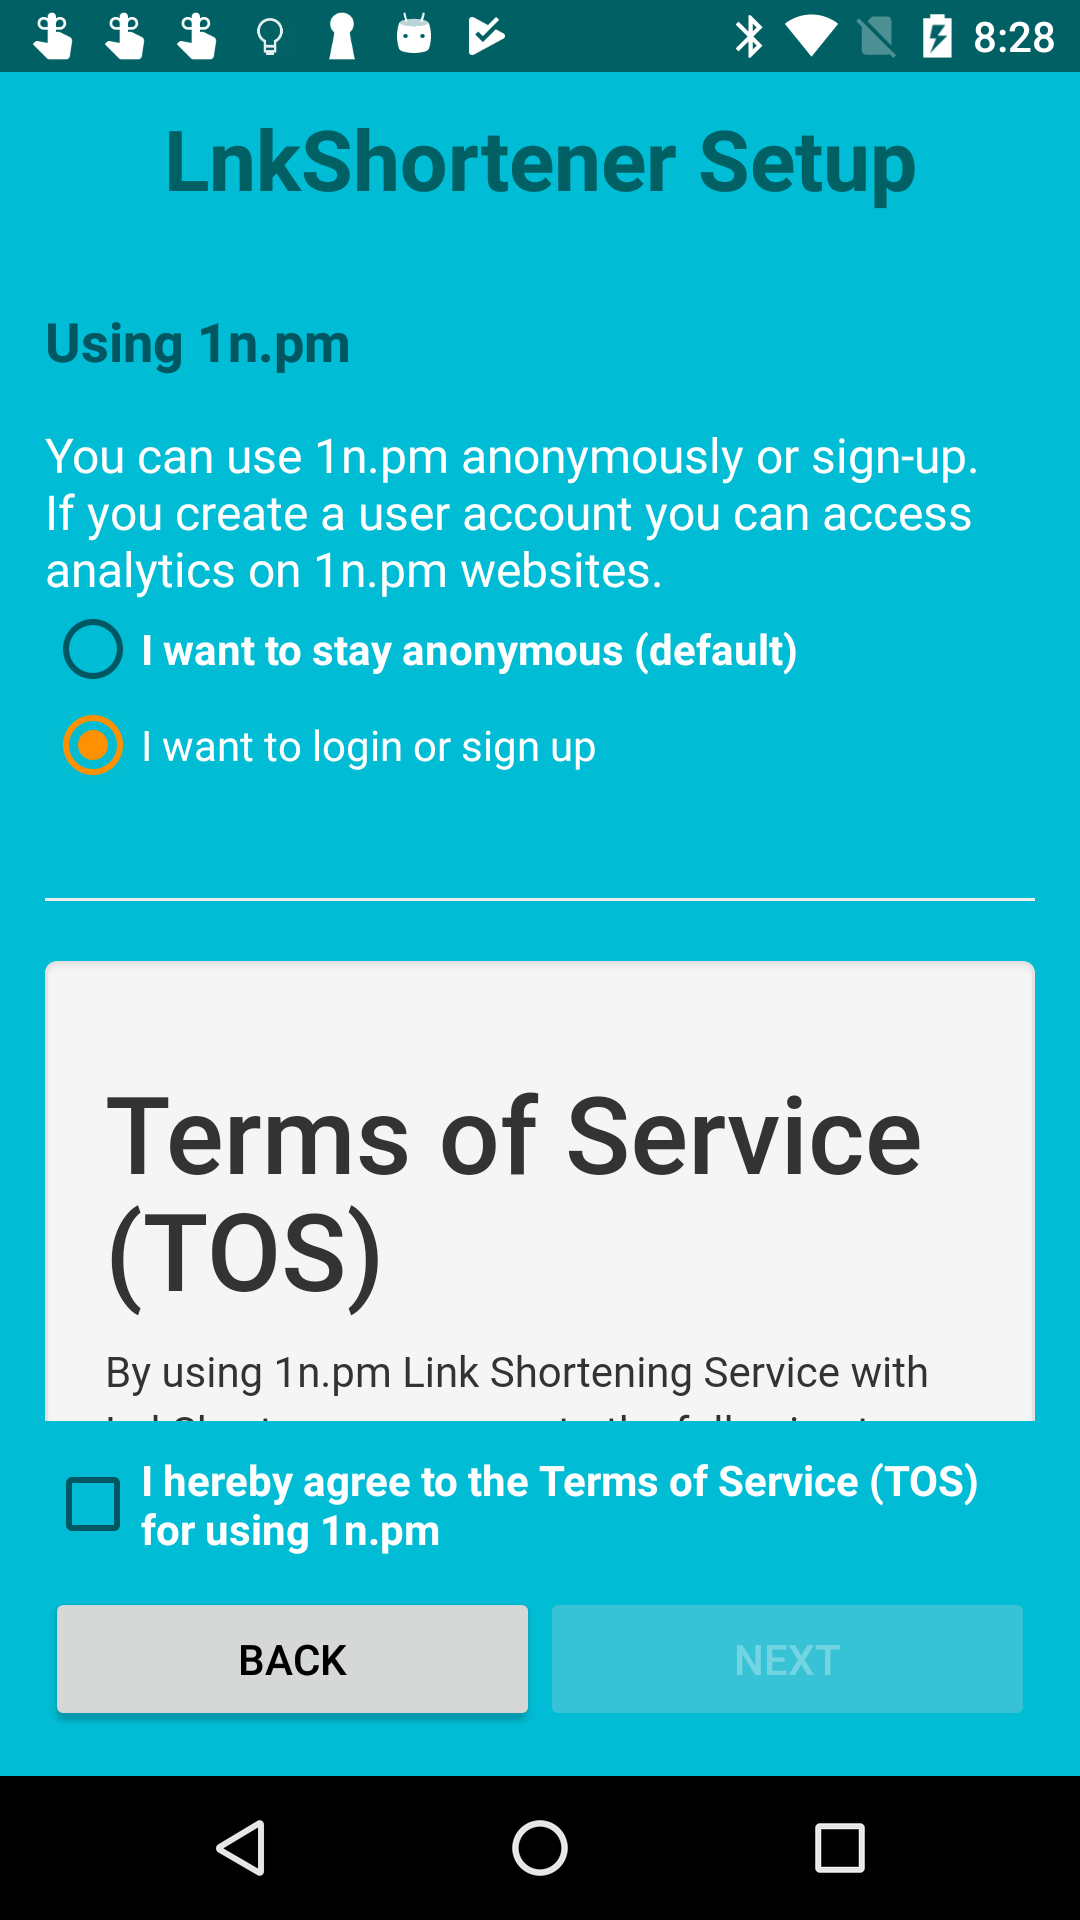 8:28
LnkShortener Setup
Using 1n.pm
You can use 1n.pm anonymously or sign-up.
If you create a user account you can access
analytics on 1n.pm websites.
I want to stay anonymous (default)
I want to login or sign up
Terms of Service
(TOS)
By using 1n.pm Link Shortening Service with
I hereby agree to the Terms of Service (TOS)
for using 1n.pm
BACK
NEXT